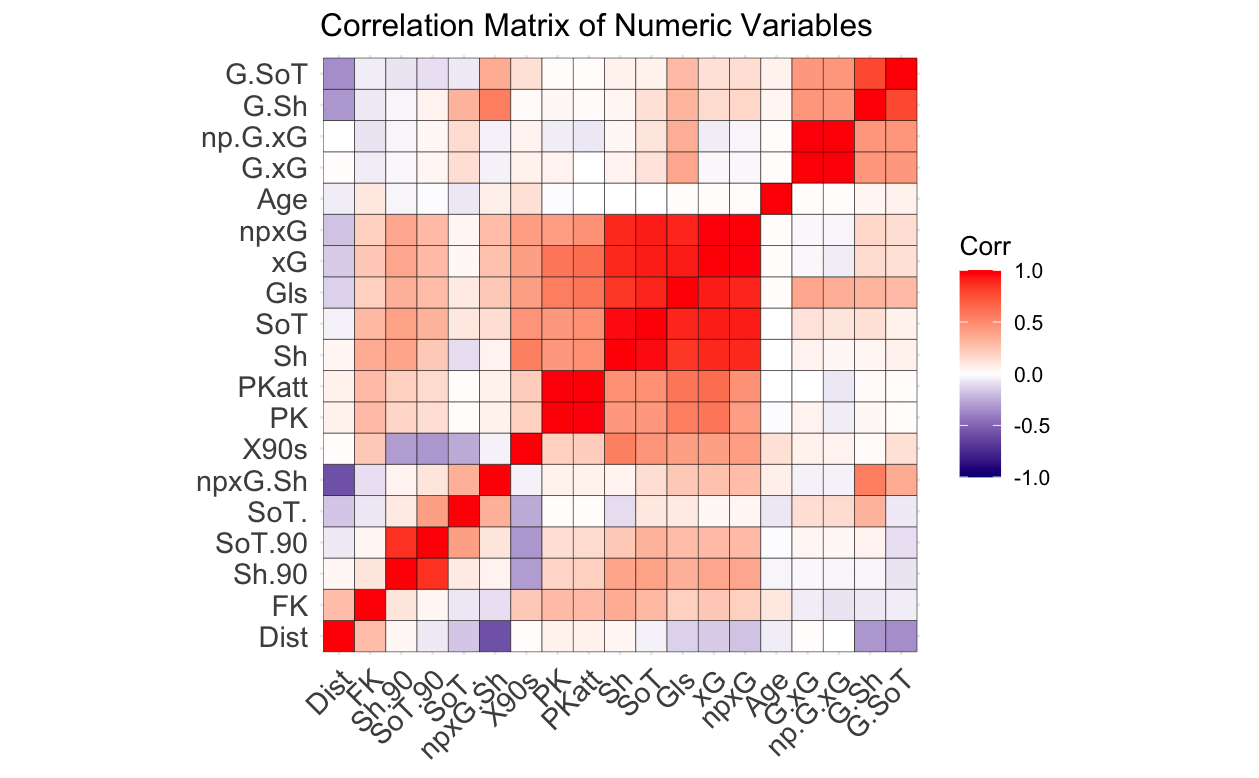 Correlation Matrix of Numeric Variables
G.SoT
G.Sh
np.G.xG
G.xG
Age
npxG
xG
Gls
SoT
Sh
PKatt
PK
X90s
npxG.Sh
SoT.
SoT.90
Sh.90
FK
Dist
Dist
FK
Sh.90
SoT.90
SoT.
npxG.Sh
X90s
PK
PKatt
Sh
SoT
Gls
xG
npxG
Age
G.xG
np.G.xG
G.Sh
G.SoT
Corr
1.0
0.5
0.0
-0.5
-1.0